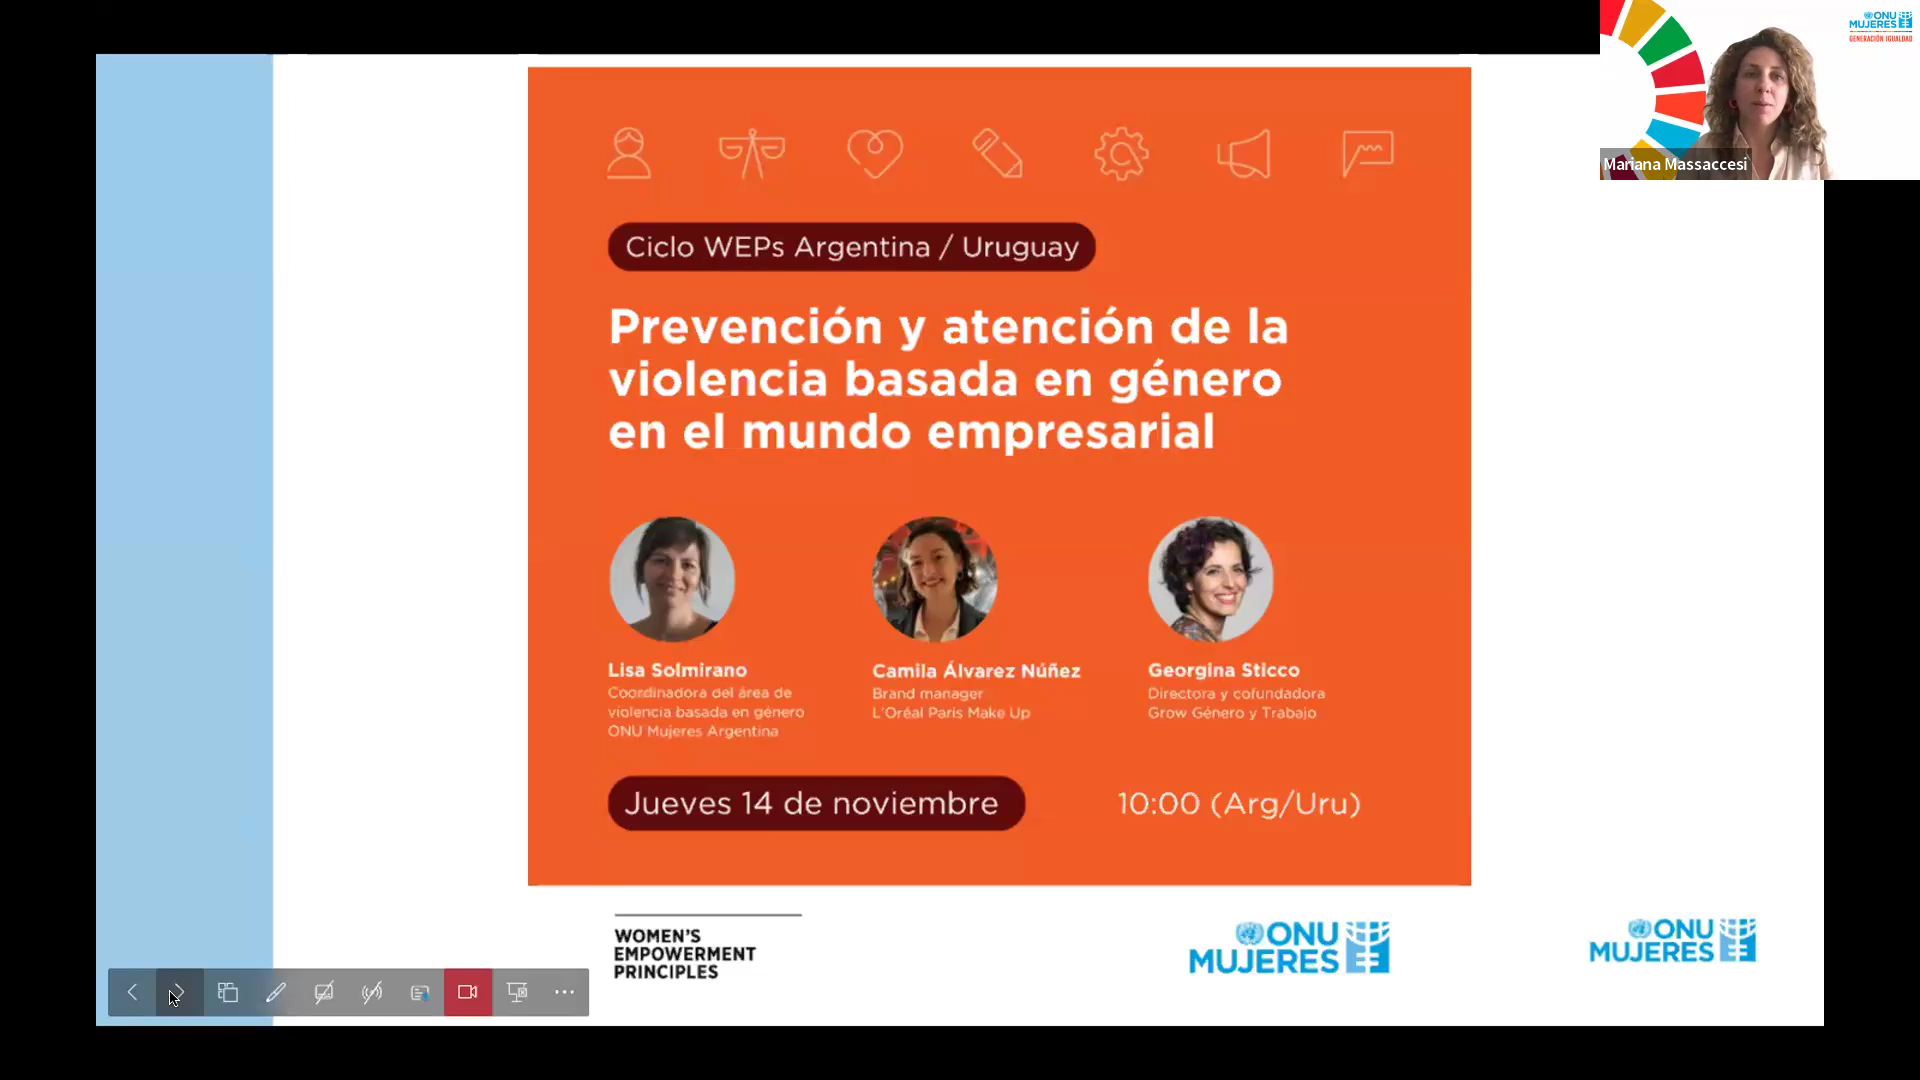 ONU
MUJERES
GENERACIÓN IGUALDAD
Mariana Massaccesi
Ciclo WEPs Argentina / Uruguay
Prevención y atención de la
violencia basada en género
en el mundo empresarial
Lisa Solmirano
Coordinadora del área de
violencia basada en género
ONU Mujeres Argentina
Camila Álvarez Núñez
Brand manager
L'Oréal Paris Make Up
Georgina Sticco
Directora y cofundadora
Grow Género y Trabajo
Jueves 14 de noviembre
10:00 (Arg/Uru)
WOMEN'S
EMPOWERMENT
PRINCIPLES
ONU
MUJERES
ONU
MUJERES